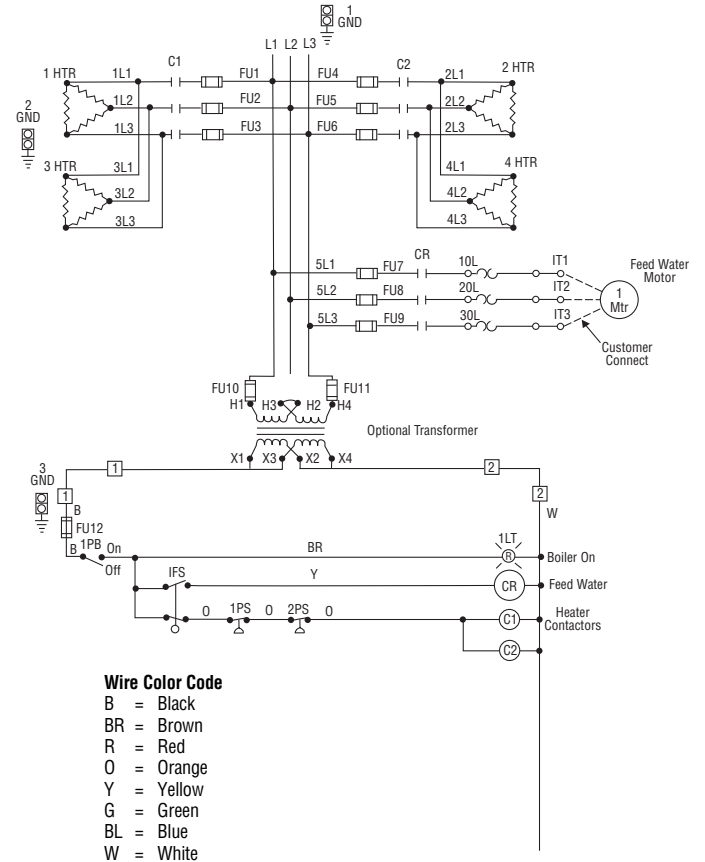 1
GND
L1 L2 L3
C1 C2
1 HTR 1L1 FU1 FU4 2L1 2 HTR
1L2 FU2 FU5 2L2
2
GND
1L3 FU3 FU6 2L3
3 HTR 3L1 4L1 4 HTR
3L2 4L2
3L3 4L3
CR
5L1 FU7 10L IT1
5L2 FU8 20L IT2
5L3 FU9 30L IT3
Feed Water
Motor
1
Mtr
Customer
Connect
FU10 FU11
H1 H3 H2 H4
Optional Transformer
X1 X3 X2 X4
1 2
3
GND
1 2
B W
FU12
B 1PB On
Off
BR 1LT
R Boiler On
IFS Y CR Feed Water
O 1PS O 2PS O C1 Heater
Contactors
C2
Wire Color Code
B = Black
BR = Brown
R = Red
O = Orange
Y = Yellow
G = Green
BL = Blue
W = White